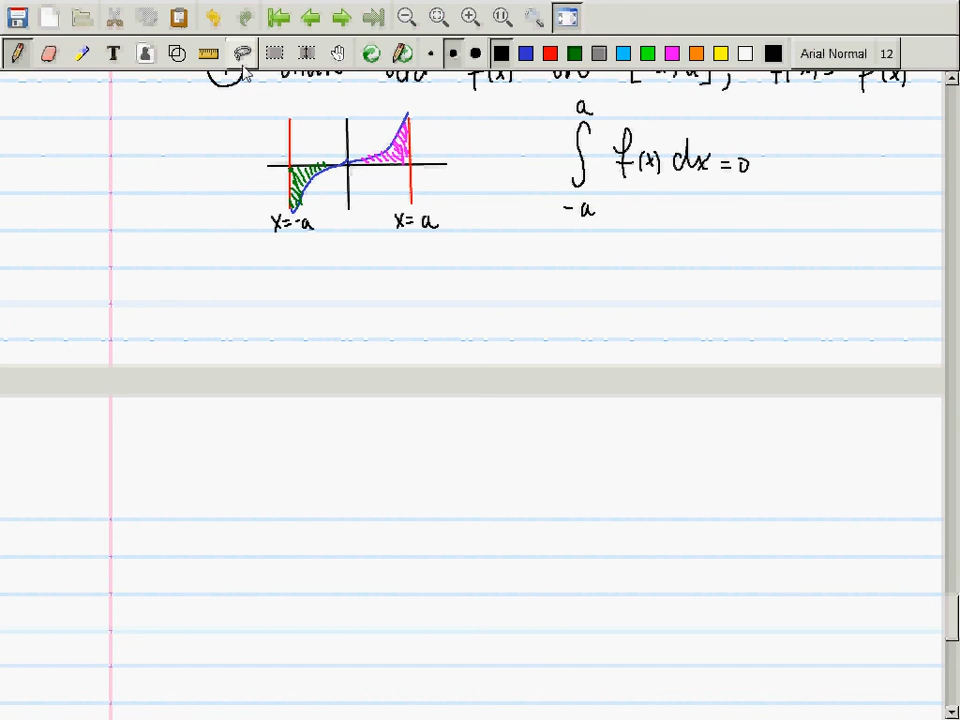 Arial Normal 12
f(x)
a
∫ f(x) dx = 0
-a
x=-a
x= a